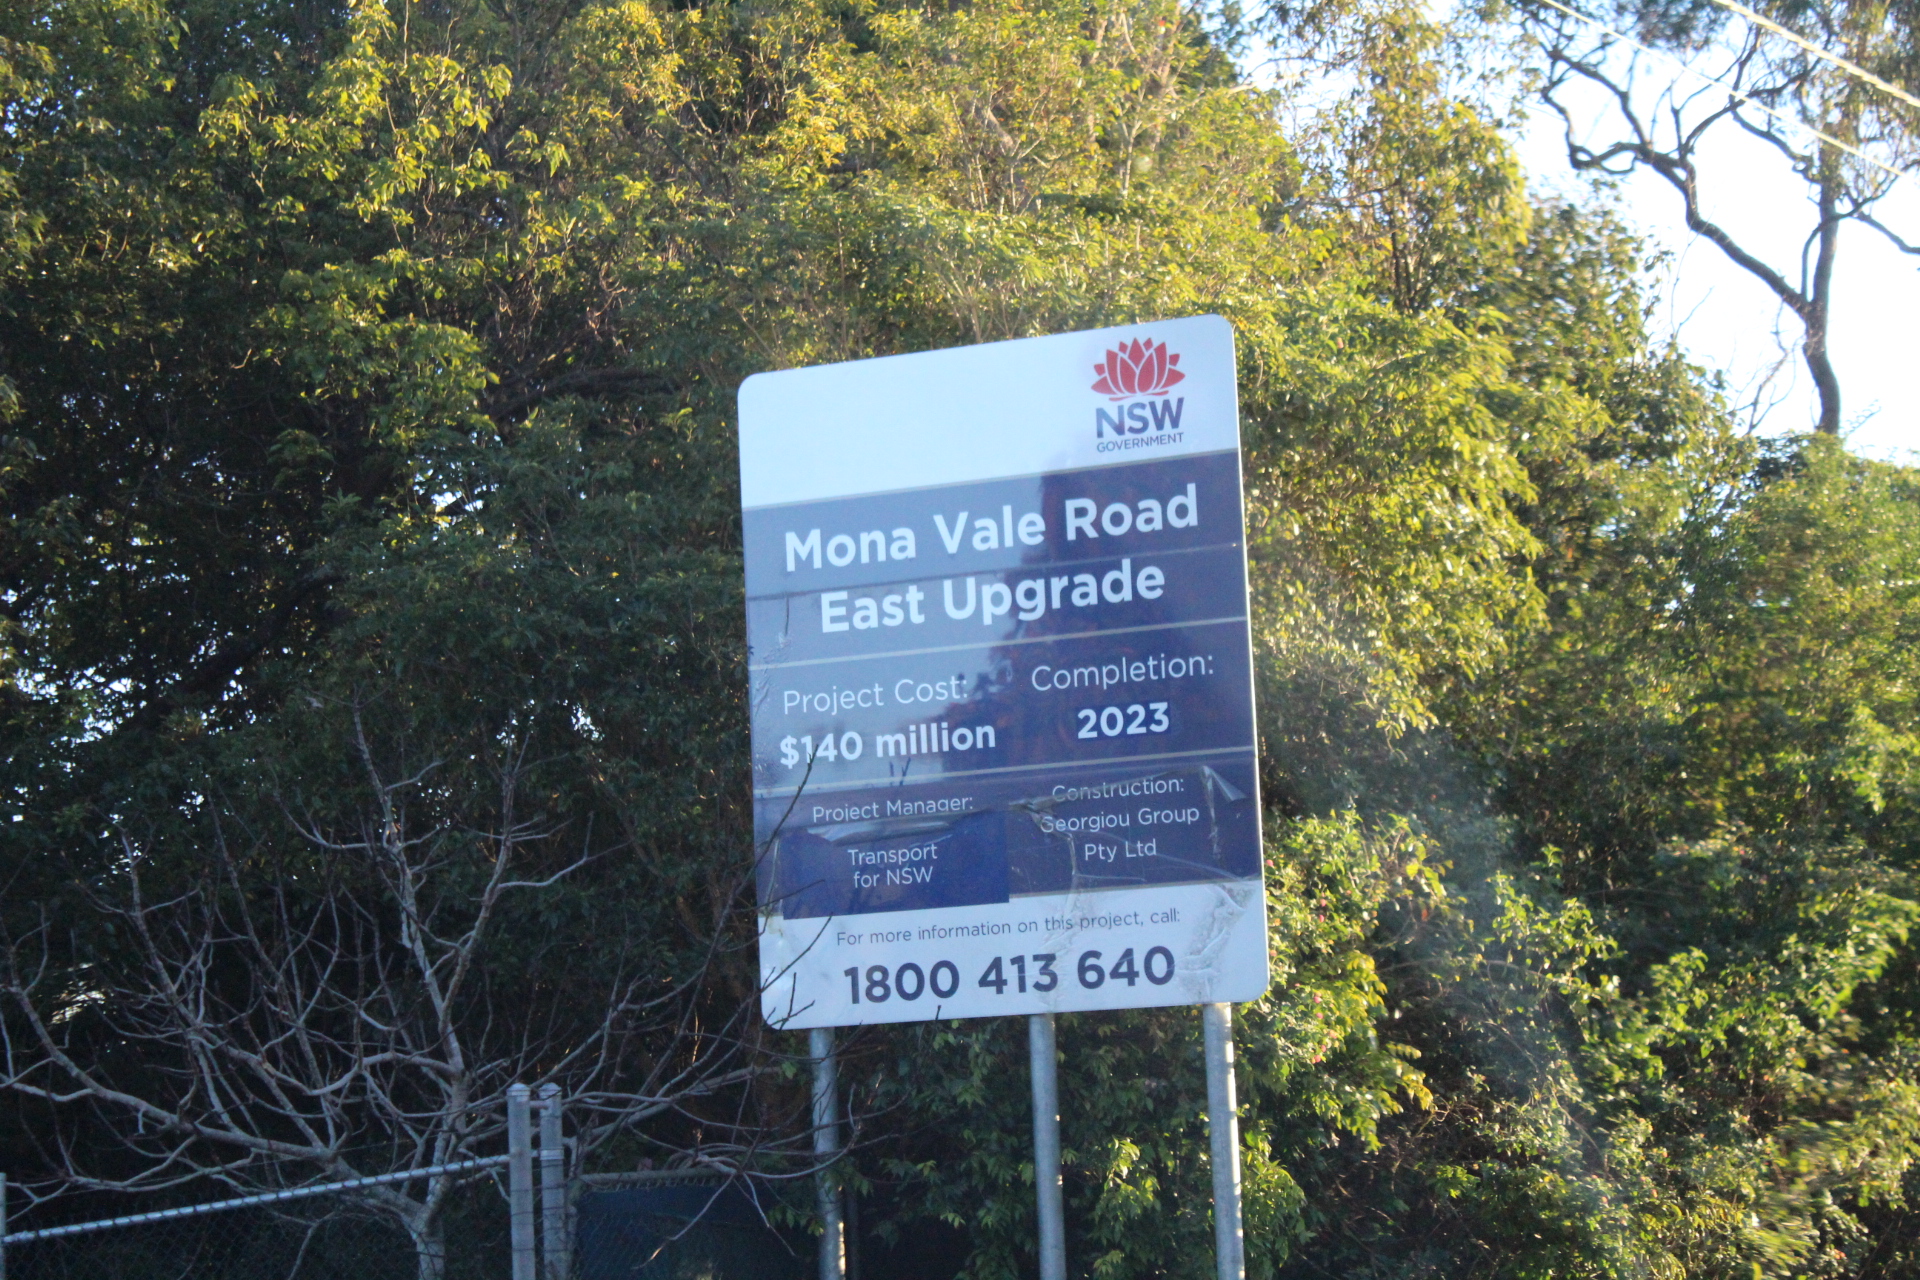 NSW
GOVERNMENT
Mona Vale Road
East Upgrade
Project Cost:
$140 million
Completion:
2023
Project Manager:
Transport
for NSW
Construction:
Georgiou Group
Pty Ltd
For more information on this project, call:
1800 413 640